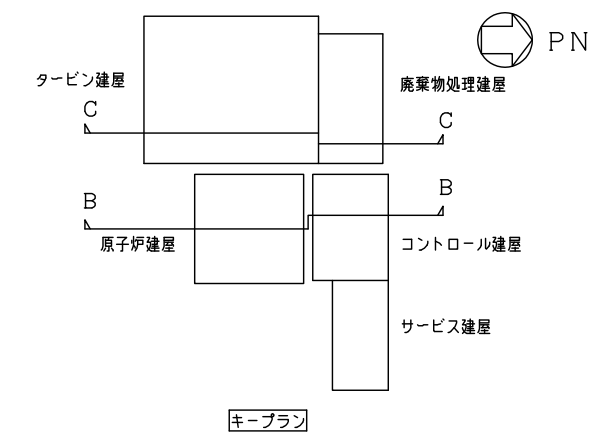 PN
タービン建屋
廃棄物処理建屋
C
C
B
B
原子炉建屋
コントロール建屋
サービス建屋
キープラン